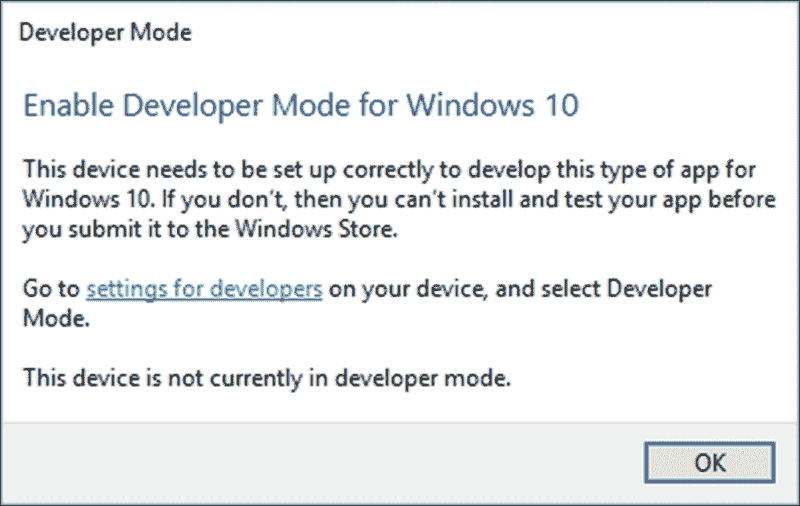 Developer Mode
Enable Developer Mode for Windows 10
This device needs to be set up correctly to develop this type of app for
Windows 10. If you don't, then you can't install and test your app before
you submit it to the Windows Store.
Go to settings for developers on your device, and select Developer
Mode.
This device is not currently in developer mode.
OK